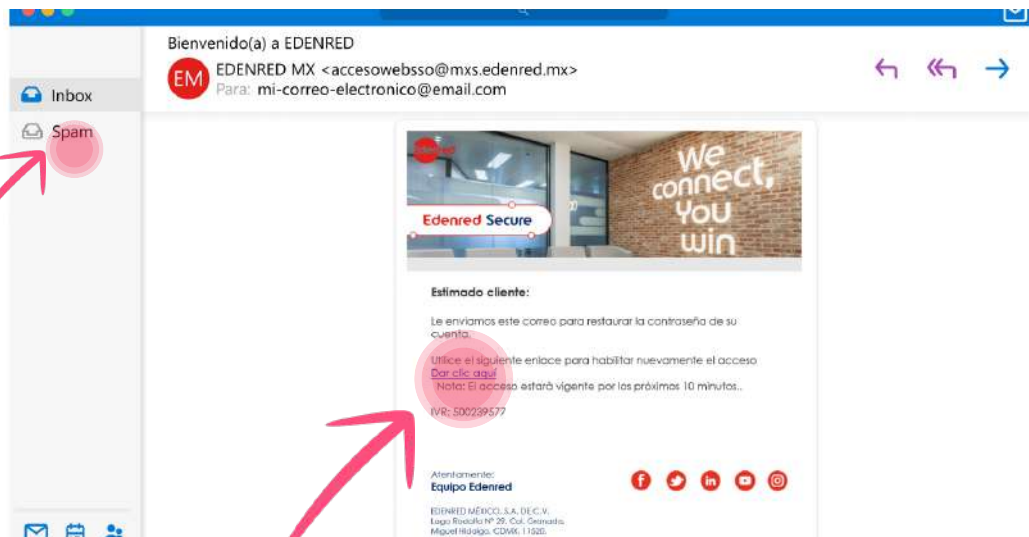 Bienvenido(a) a EDENRED
EM
EDENRED MX <accesowebsso@mxs.edenred.mx>
Para: mi-correo-electronico@email.com
Inbox
Spam
Edenred
We
connect,
You
win
Edenred Secure
Estimado cliente:
Le enviamos este correo para restaurar la contraseña de su
cuenta.
Utilice el siguiente enlace para habilitar nuevamente el acceso
Dar clic aquí
Nota: El acceso estará vigente por los próximos 10 minutos..
IVR: 500239577
Atentamente:
Equipo Edenred
EDENRED MÉXICO, S.A. DE C.V.
Lago Rodolfo N° 29, Col. Granada,
Miguel Hidalgo, CDMX, 11520.